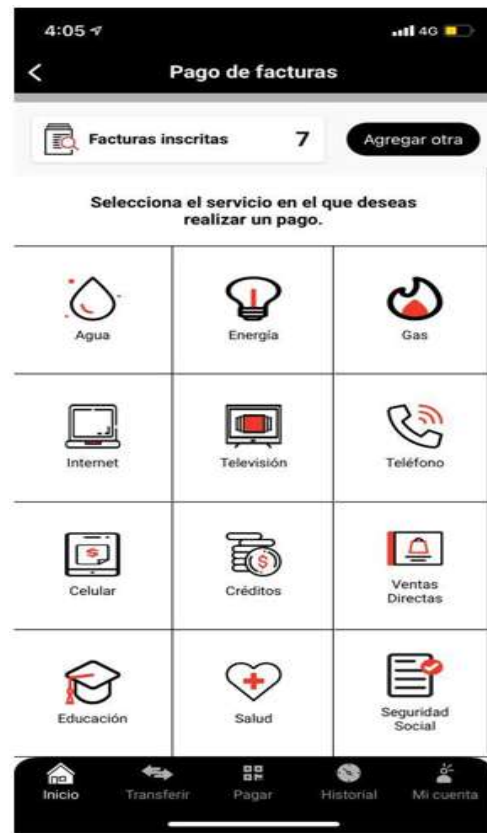 4:05
4G
Pago de facturas
Facturas inscritas 7 Agregar otra
Selecciona el servicio en el que deseas
realizar un pago.
Agua Energía Gas
Internet Televisión Teléfono
Celular Créditos Ventas
Directas
Educación Salud Seguridad
Social
Inicio Transferir Pagar Historial Mi cuenta